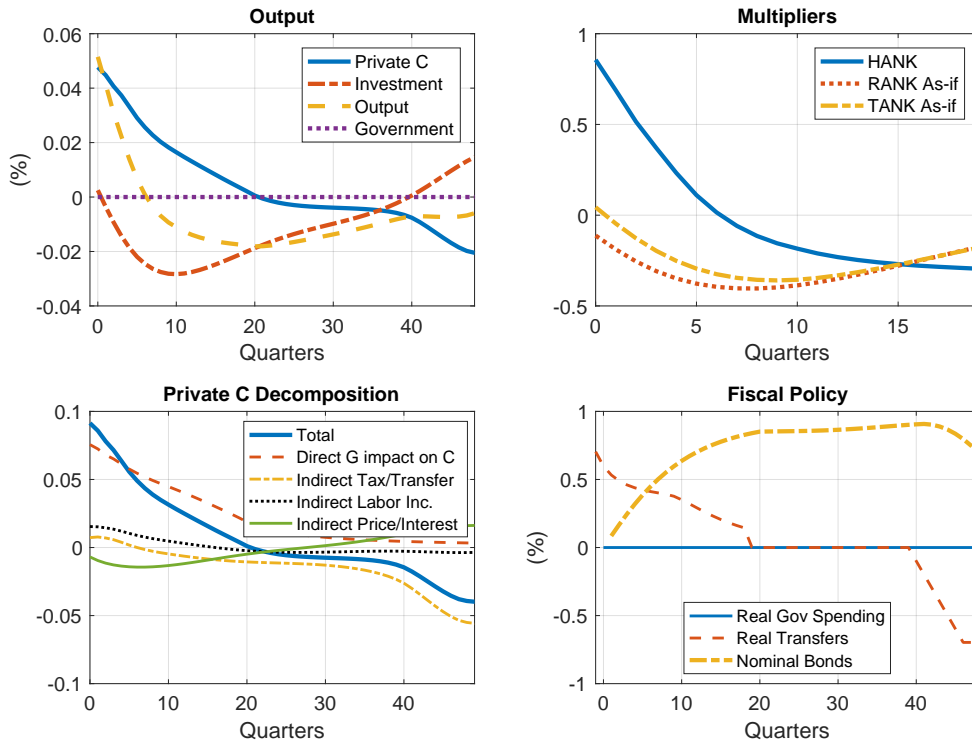 Output
0.06
0.04
0.02
0
-0.02
-0.04
(%)
0
10
20
30
40
Quarters
Private C
Investment
Output
Government
Multipliers
1
0.5
0
-0.5
0
5
10
15
Quarters
HANK
RANK As-if
TANK As-if
Private C Decomposition
0.1
0.05
0
-0.05
-0.1
0
10
20
30
40
Quarters
Total
Direct G impact on C
Indirect Tax/Transfer
Indirect Labor Inc.
Indirect Price/Interest
Fiscal Policy
1
0.5
0
-0.5
-1
(%)
0
10
20
30
40
Quarters
Real Gov Spending
Real Transfers
Nominal Bonds